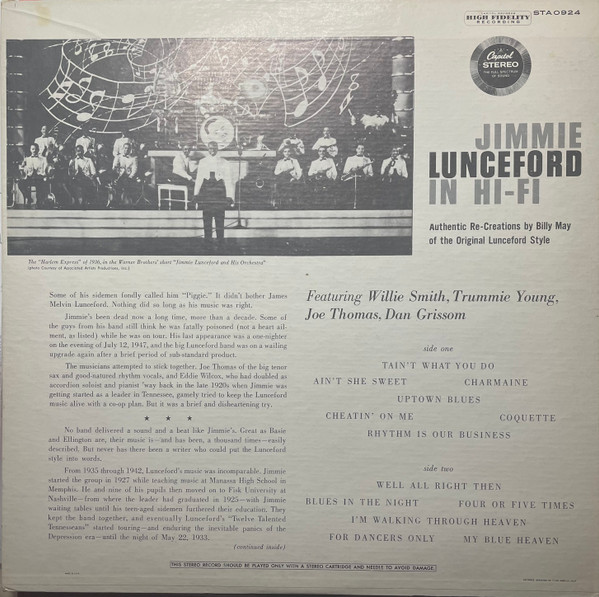 HIGH FIDELITY
RECORDING
STAO924
Capitol
STEREO
THE FULL SPECTRUM
OF SOUND
JIMMIE
LUNCEFORD
IN HI-FI
Authentic Re-Creations by Billy May
of the Original Lunceford Style
The "Harlem Express" of 1936, in the Warner Brothers' short "Jimmie Lunceford and His Orchestra"
(photo Courtesy of Associated Artists Productions, Inc.)
Some of his sidemen fondly called him "Piggie." It didn't bother James
Melvin Lunceford. Nothing did so long as his music was right.
Jimmie's been dead now a long time, more than a decade. Some of
the guys from his band still think he was fatally poisoned (not a heart ail-
ment, as listed) while he was on tour. His last appearance was a one-nighter
on the evening of July 12, 1947, and the big Lunceford band was on a wailing
upgrade again after a brief period of sub-standard product.
The musicians attempted to stick together. Joe Thomas of the big tenor
sax and good-natured rhythm vocals, and Eddie Wilcox, who had doubled as
accordion soloist and pianist 'way back in the late 1920s when Jimmie was
getting started as a leader in Tennessee, gamely tried to keep the Lunceford
music alive with a co-op plan. But it was a brief and disheartening try.
★ ★ ★
No band delivered a sound and a beat like Jimmie's. Great as Basie
and Ellington are, their music is—and has been, a thousand times—easily
described. But never has there been a writer who could put the Lunceford
style into words.
From 1935 through 1942, Lunceford's music was incomparable. Jimmie
started the group in 1927 while teaching music at Manassa High School in
Memphis. He and nine of his pupils then moved on to Fisk University at
Nashville—from where the leader had graduated in 1925—with Jimmie
waiting tables until his teen-aged sidemen furthered their education. They
kept the band together, and eventually Lunceford's "Twelve Talented
Tennesseans" started touring—and enduring the inevitable panics of the
Depression era—until the night of May 22, 1933.
(continued inside)
Featuring Willie Smith, Trummie Young,
Joe Thomas, Dan Grissom
side one
TAIN'T WHAT YOU DO
AIN'T SHE SWEET CHARMAINE
UPTOWN BLUES
CHEATIN' ON ME COQUETTE
RHYTHM IS OUR BUSINESS
side two
WELL ALL RIGHT THEN
BLUES IN THE NIGHT FOUR OR FIVE TIMES
I'M WALKING THROUGH HEAVEN
FOR DANCERS ONLY MY BLUE HEAVEN
THIS STEREO RECORD SHOULD BE PLAYED ONLY WITH A STEREO CARTRIDGE AND NEEDLE TO AVOID DAMAGE.